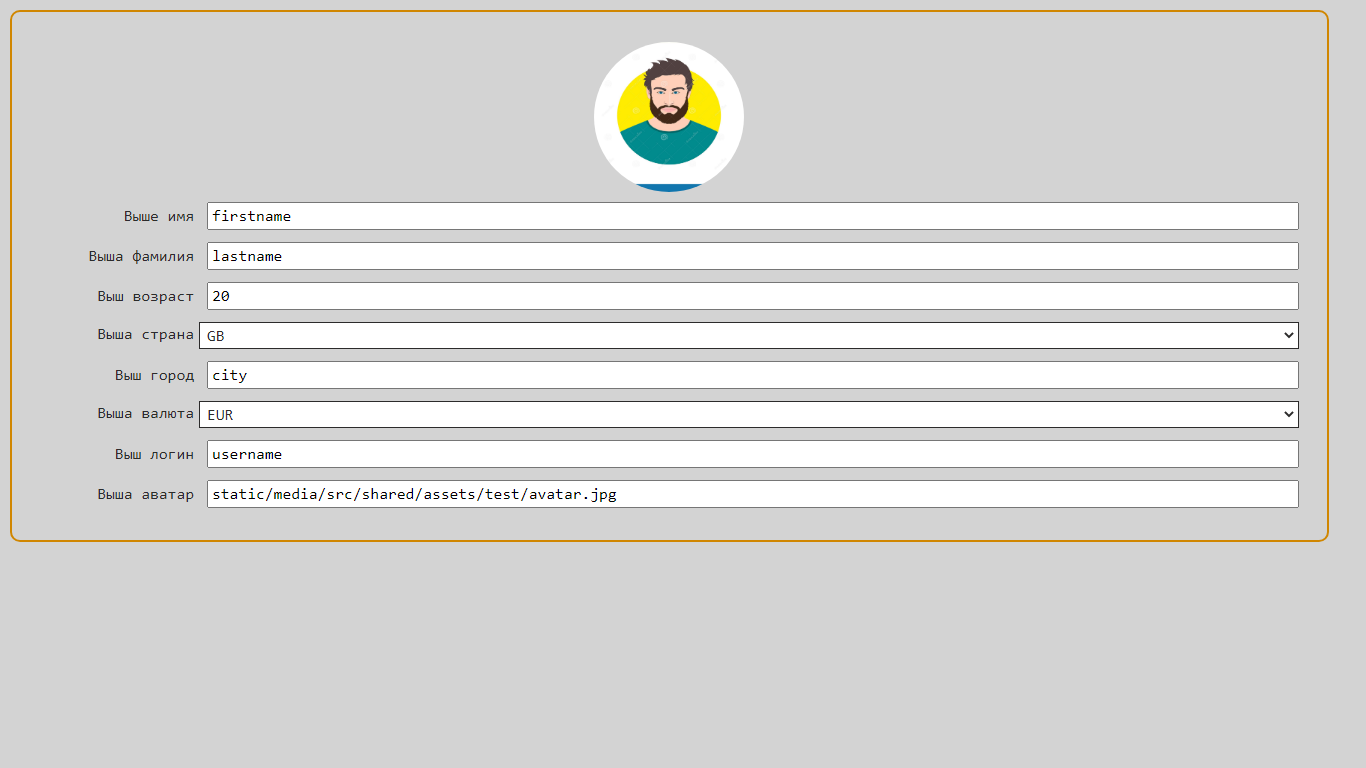 Выше имя firstname
Выша фамилия lastname
Выш возраст 20
Выша страна GB
Выш город city
Выша валюта EUR
Выш логин username
Выша аватар static/media/src/shared/assets/test/avatar.jpg